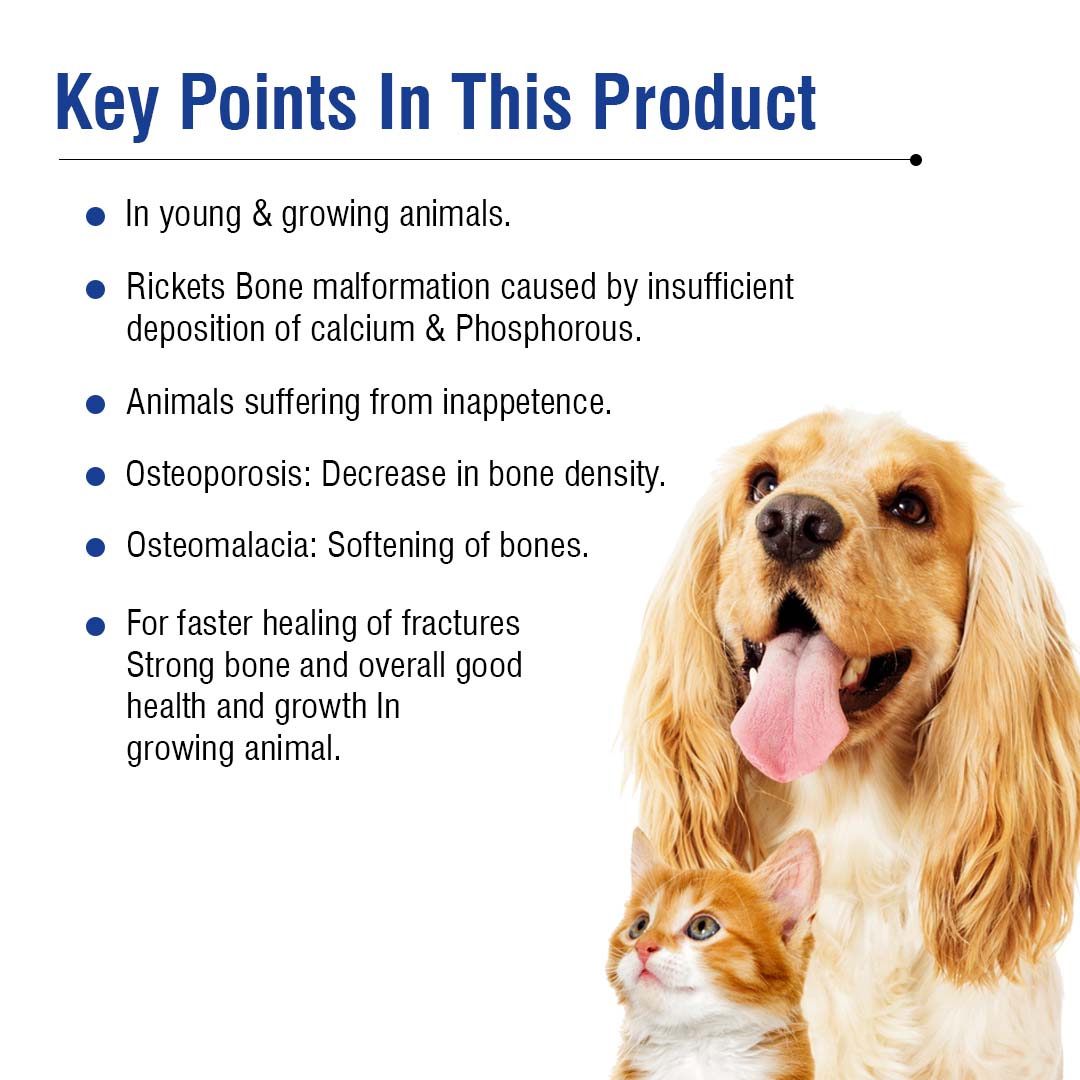 Key Points In This Product
In young & growing animals.
Rickets Bone malformation caused by insufficient
deposition of calcium & Phosphorous.
Animals suffering from inappetence.
Osteoporosis: Decrease in bone density.
Osteomalacia: Softening of bones.
For faster healing of fractures
Strong bone and overall good
health and growth In
growing animal.